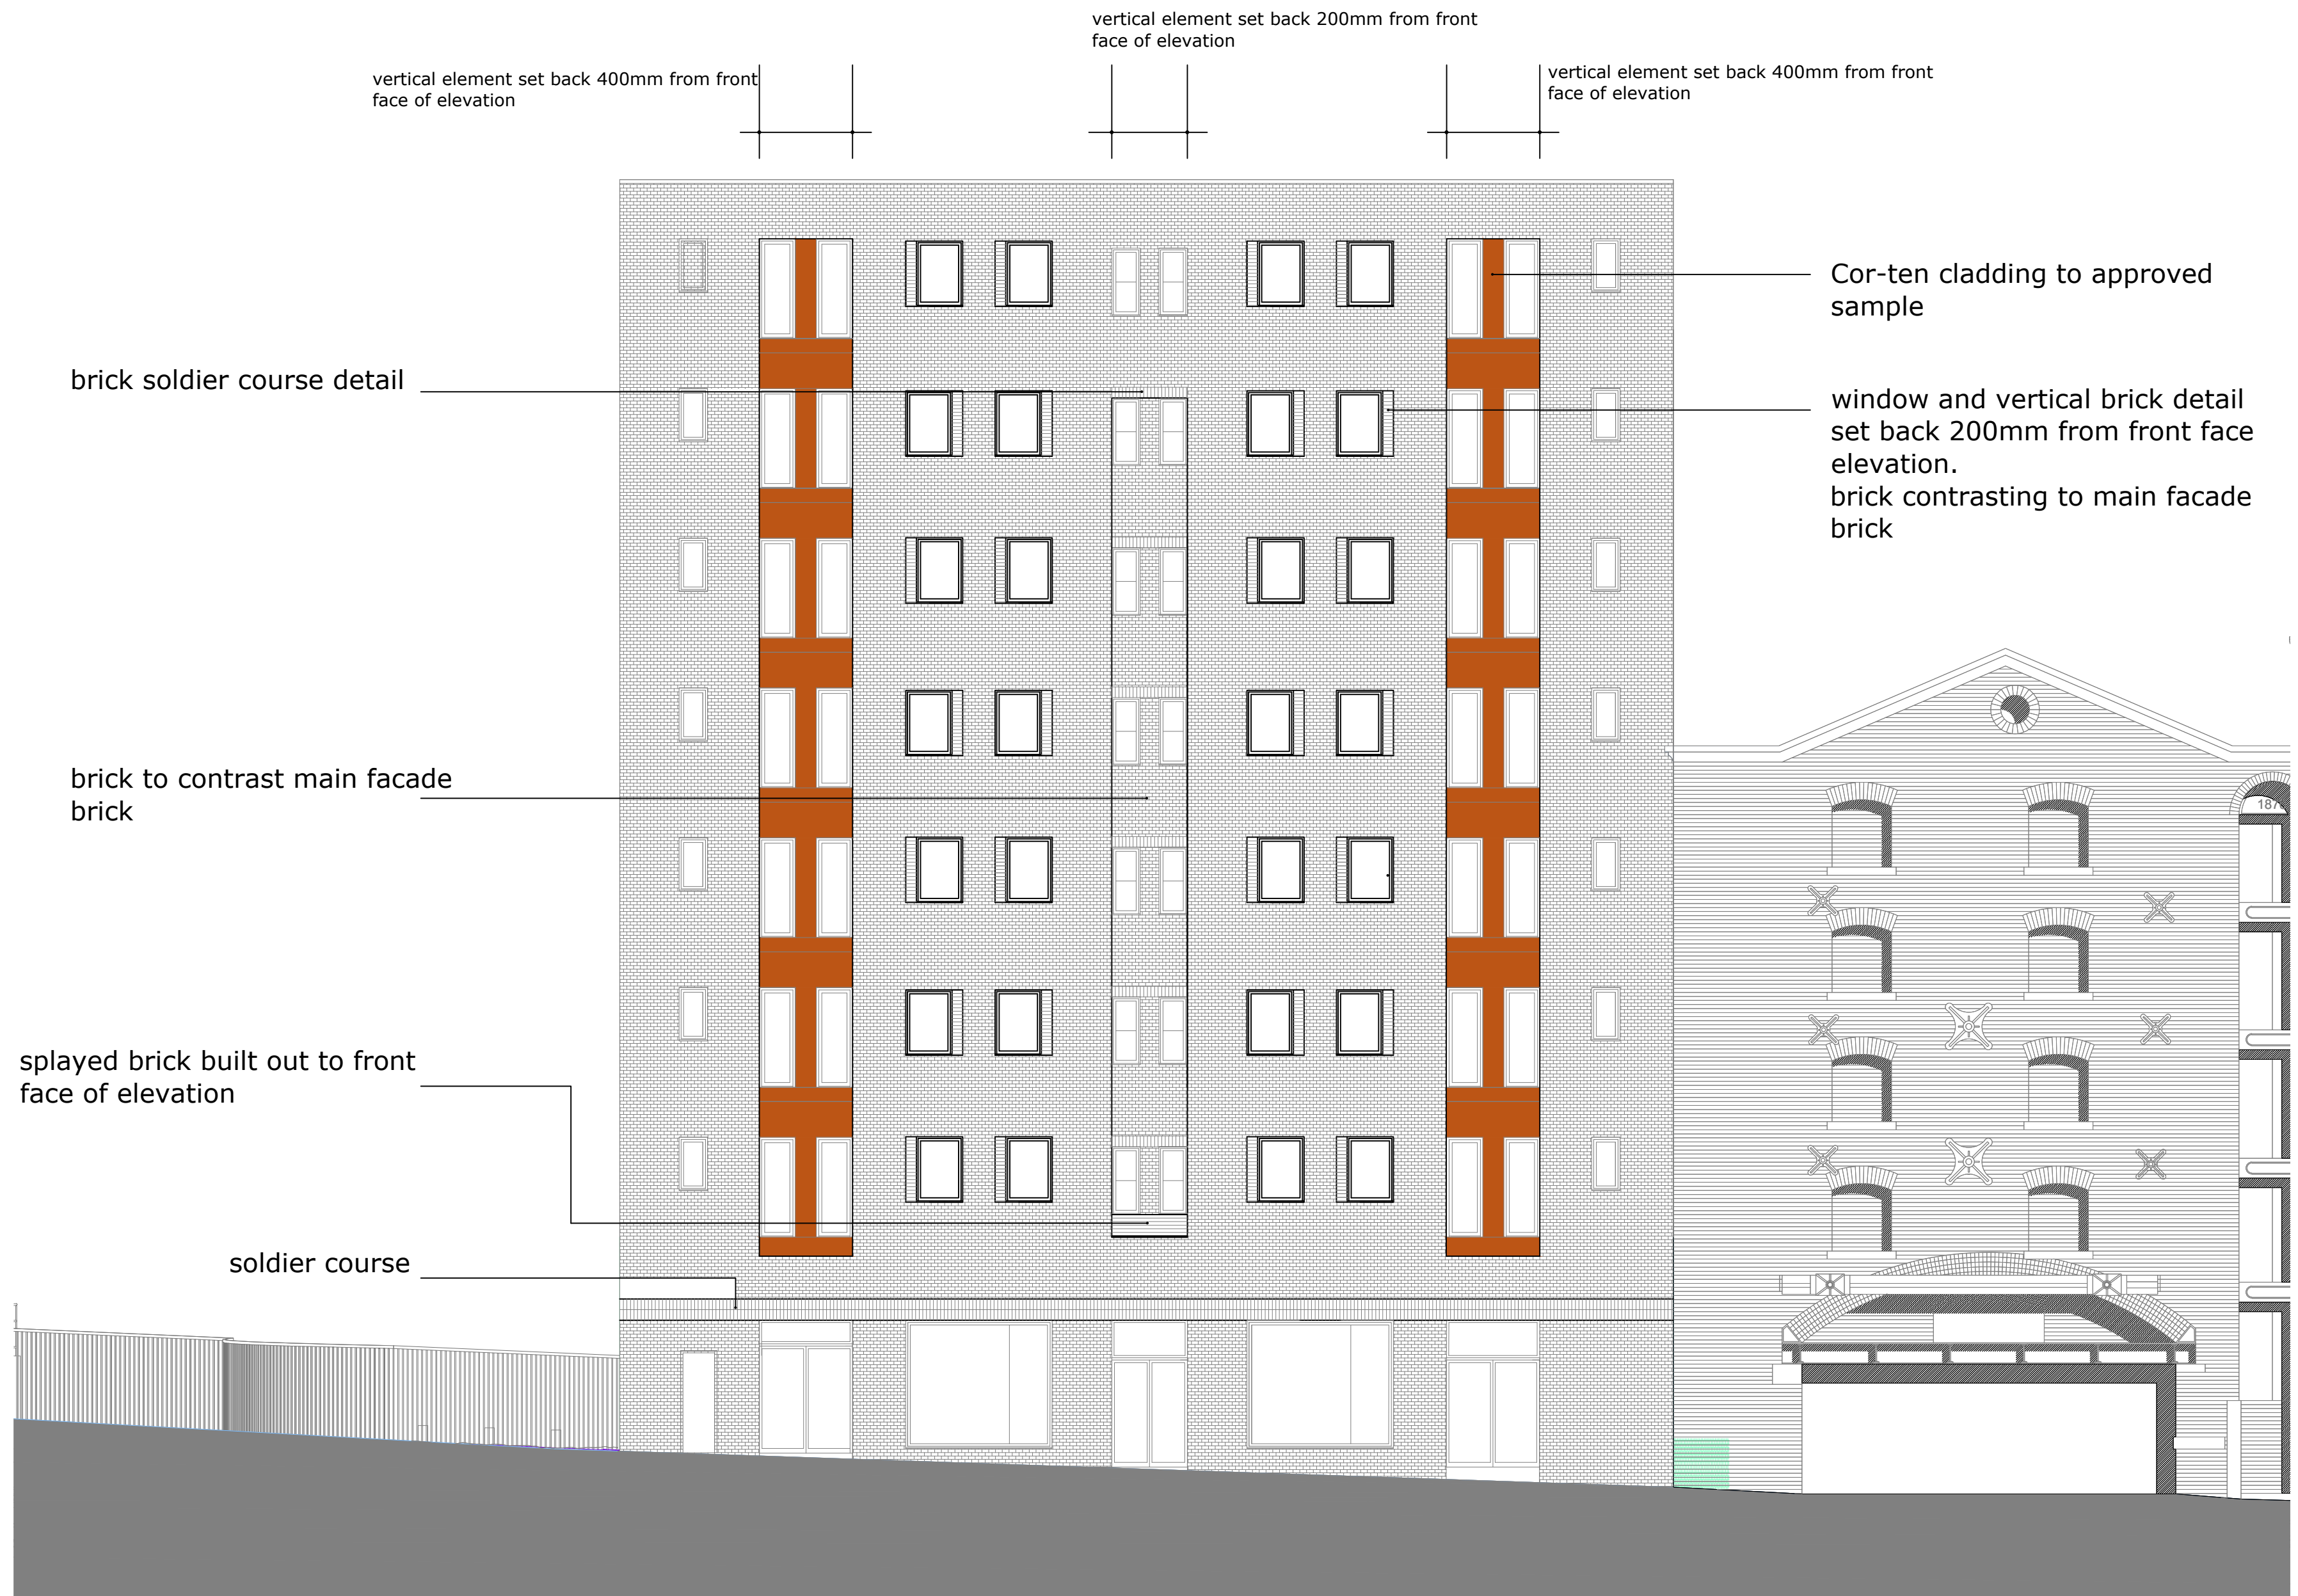 vertical element set back 200mm from front
face of elevation
vertical element set back 400mm from front
face of elevation
vertical element set back 400mm from front
face of elevation
Cor-ten cladding to approved
sample
brick soldier course detail
window and vertical brick detail
set back 200mm from front face
elevation.
brick contrasting to main facade
brick
brick to contrast main facade
brick
splayed brick built out to front
face of elevation
soldier course